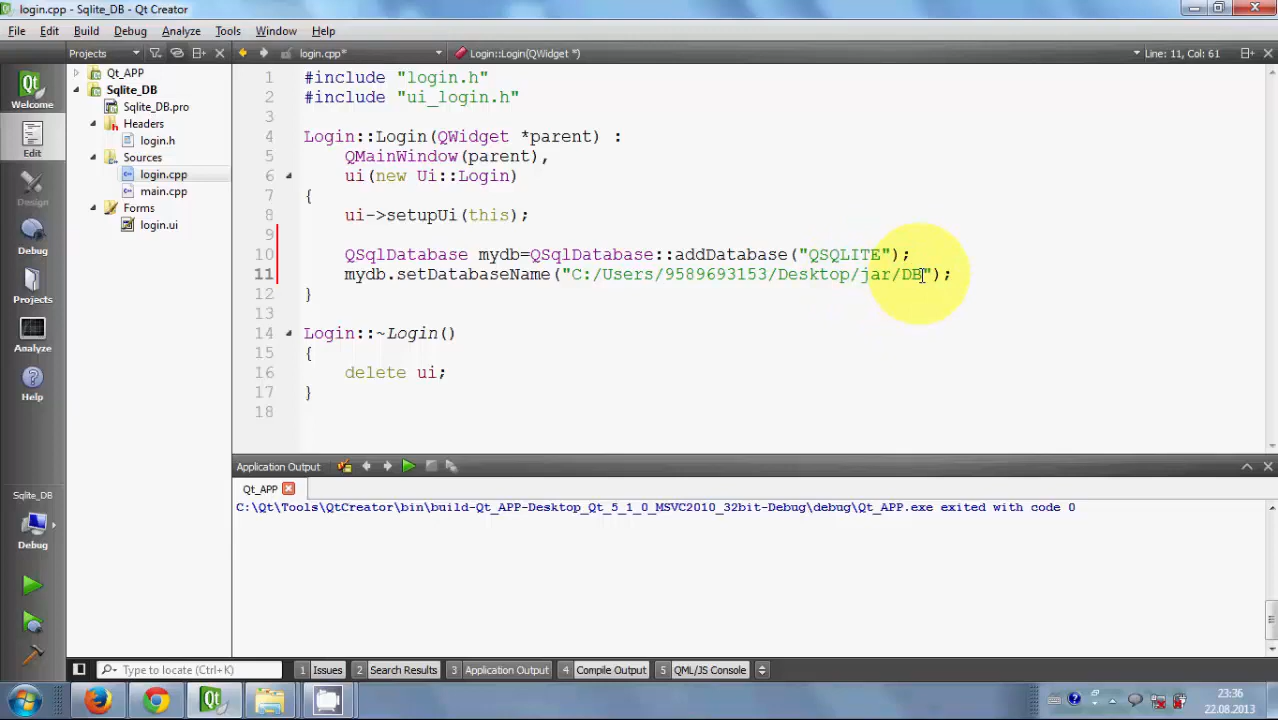 login.cpp - Sqlite_DB - Qt Creator
File Edit Build Debug Analyze Tools Window Help
Projects login.cpp* Login::Login(QWidget *) Line: 11, Col: 61
Welcome
Edit
Design
Debug
Projects
Analyze
Help
Sqlite_DB
Debug
Qt_APP
Sqlite_DB
Sqlite_DB.pro
Headers
login.h
Sources
login.cpp
main.cpp
Forms
login.ui
1 #include "login.h"
2 #include "ui_login.h"
3
4 Login::Login(QWidget *parent) :
5 QMainWindow(parent),
6 ui(new Ui::Login)
7 {
8 ui->setupUi(this);
9
10 QSqlDatabase mydb=QSqlDatabase::addDatabase("QSQLITE");
11 mydb.setDatabaseName("C:/Users/9589693153/Desktop/jar/DB");
12 }
13
14 Login::~Login()
15 {
16 delete ui;
17 }
18
Application Output
Qt_APP
C:\Qt\Tools\QtCreator\bin\build-Qt_APP-Desktop_Qt_5_1_0_MSVC2010_32bit-Debug\debug\Qt_APP.exe exited with code 0
Type to locate (Ctrl+K) 1 Issues 2 Search Results 3 Application Output 4 Compile Output 5 QML/JS Console
23:36
22.08.2013